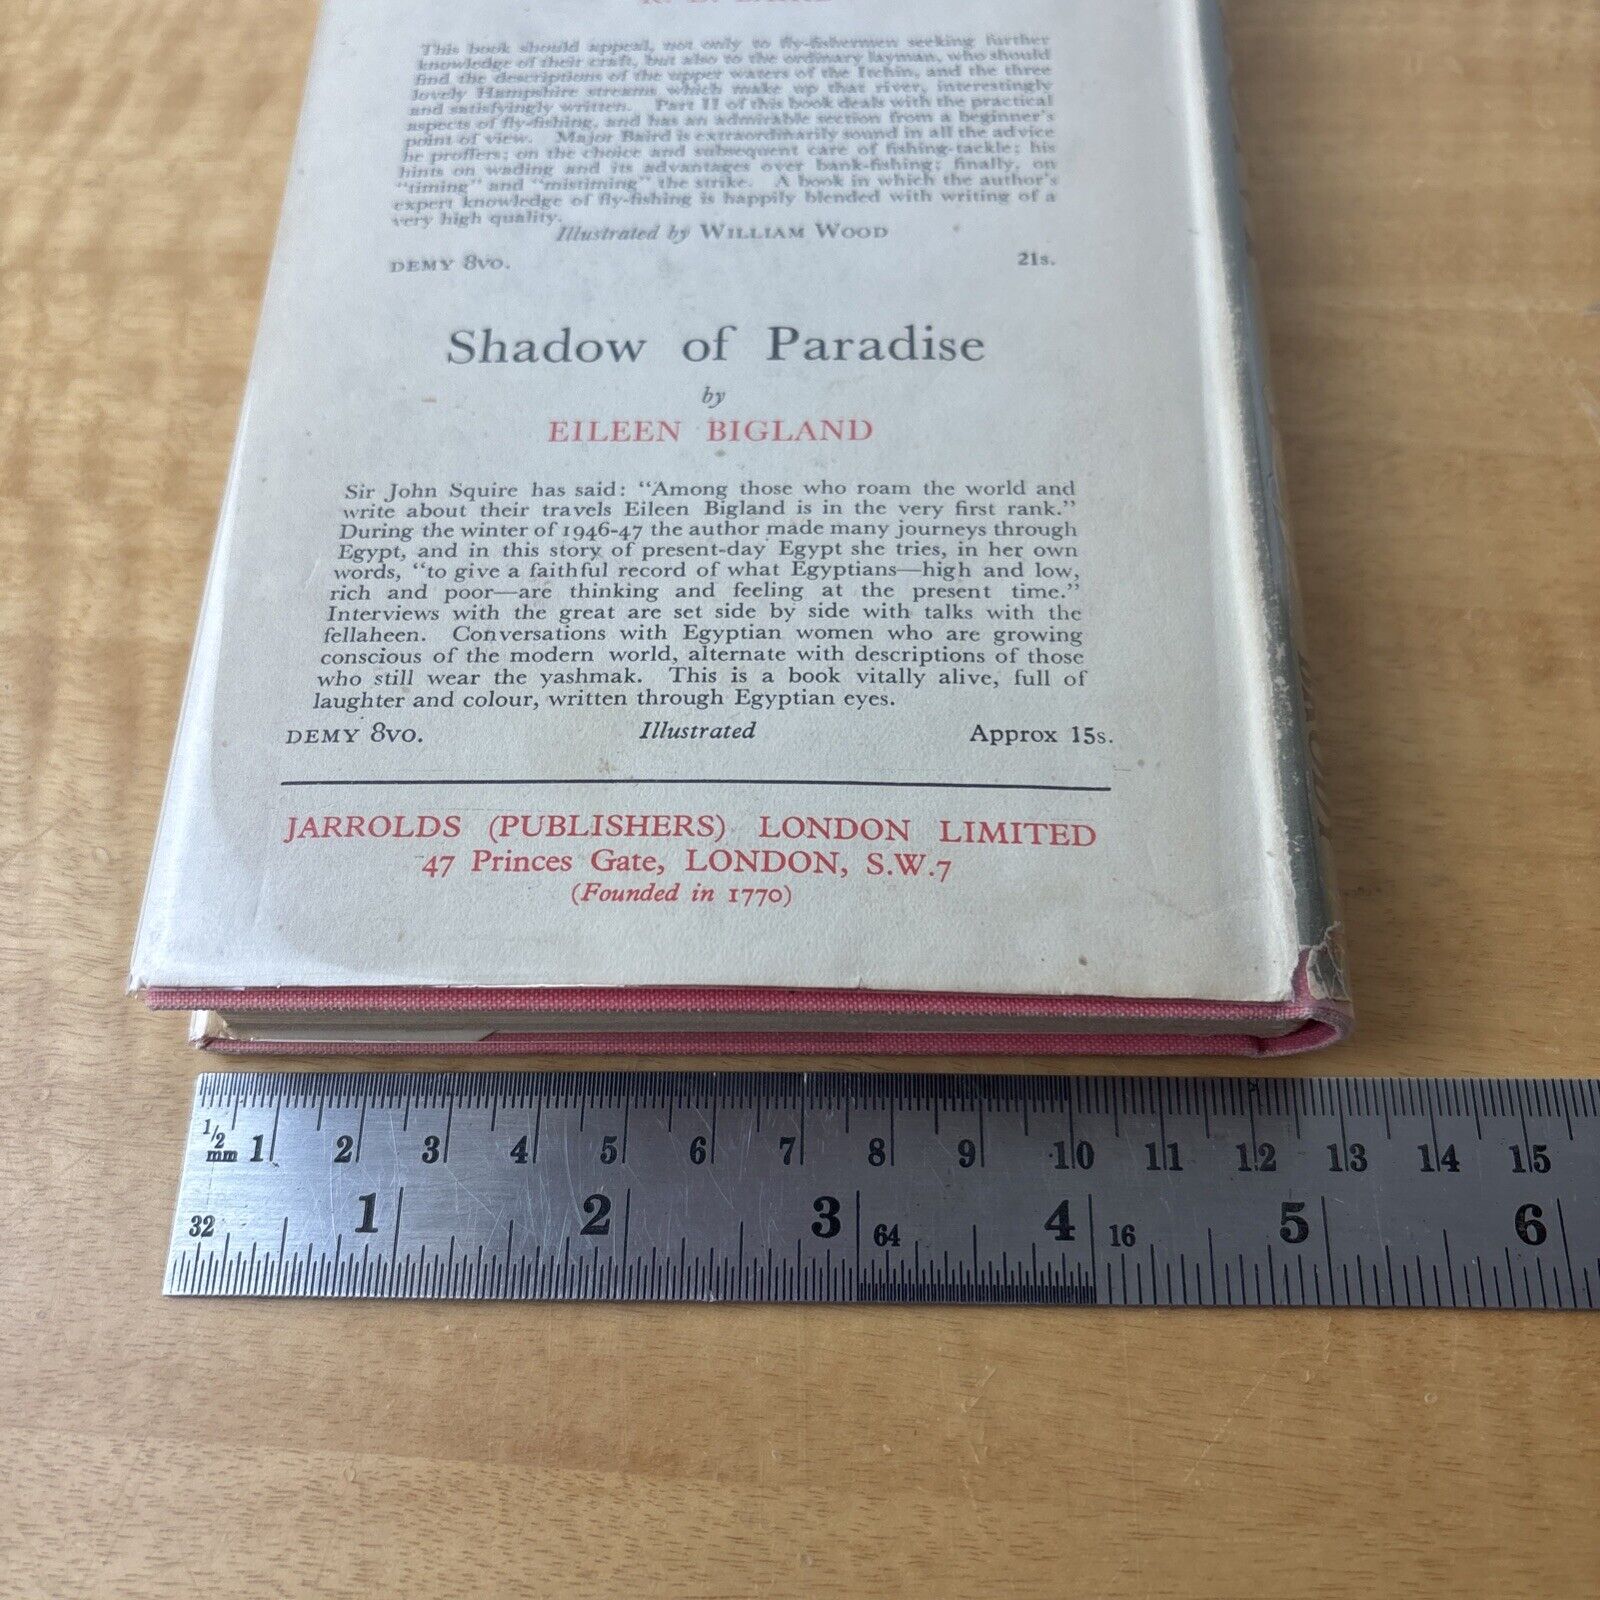 This book should appeal, not only to fly-fishermen seeking further
knowledge of their craft, but also to the ordinary layman, who should
find the descriptions of the upper waters of the Itchin, and the three
lovely Hampshire streams which make up that river, interestingly
and satisfyingly written. Part II of this book deals with the practical
aspects of fly-fishing, and has an admirable section from a beginner's
point of view. Major Baird is extraordinarily sound in all the advice
he proffers; on the choice and subsequent care of fishing-tackle; his
hints on wading and its advantages over bank-fishing; finally, on
"timing" and "mistiming" the strike. A book in which the author's
expert knowledge of fly-fishing is happily blended with writing of a
very high quality.
Illustrated by WILLIAM WOOD
DEMY 8vo. 21s.
Shadow of Paradise
by
EILEEN BIGLAND
Sir John Squire has said: "Among those who roam the world and
write about their travels Eileen Bigland is in the very first rank."
During the winter of 1946-47 the author made many journeys through
Egypt, and in this story of present-day Egypt she tries, in her own
words, "to give a faithful record of what Egyptians—high and low,
rich and poor—are thinking and feeling at the present time."
Interviews with the great are set side by side with talks with the
fellaheen. Conversations with Egyptian women who are growing
conscious of the modern world, alternate with descriptions of those
who still wear the yashmak. This is a book vitally alive, full of
laughter and colour, written through Egyptian eyes.
DEMY 8vo. Illustrated Approx 15s.
JARROLDS (PUBLISHERS) LONDON LIMITED
47 Princes Gate, LONDON, S.W.7
(Founded in 1770)
1/2 mm 1 2 3 4 5 6 7 8 9 10 11 12 13 14 15
32 1 2 3 64 4 16 5 6